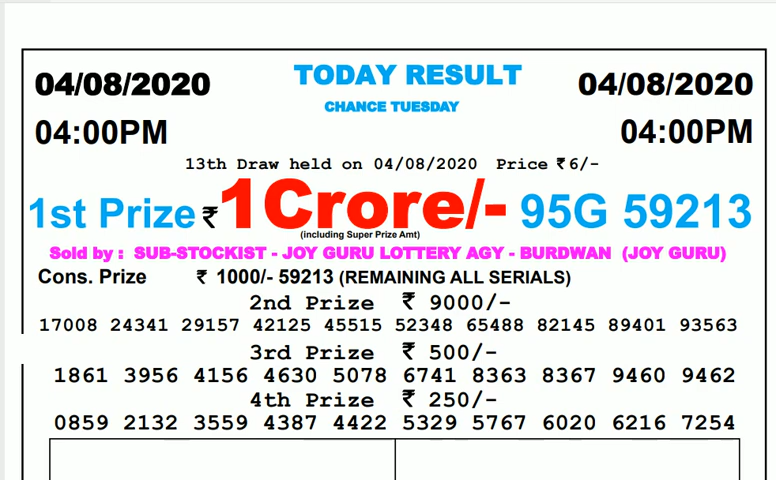 04/08/2020 TODAY RESULT 04/08/2020
CHANCE TUESDAY
04:00PM 04:00PM
13th Draw held on 04/08/2020 Price ₹6/-
1st Prize ₹1Crore/- 95G 59213
(including Super Prize Amt)
Sold by : SUB-STOCKIST - JOY GURU LOTTERY AGY - BURDWAN (JOY GURU)
Cons. Prize ₹ 1000/- 59213 (REMAINING ALL SERIALS)
2nd Prize ₹ 9000/-
17008 24341 29157 42125 45515 52348 65488 82145 89401 93563
3rd Prize ₹ 500/-
1861 3956 4156 4630 5078 6741 8363 8367 9460 9462
4th Prize ₹ 250/-
0859 2132 3559 4387 4422 5329 5767 6020 6216 7254